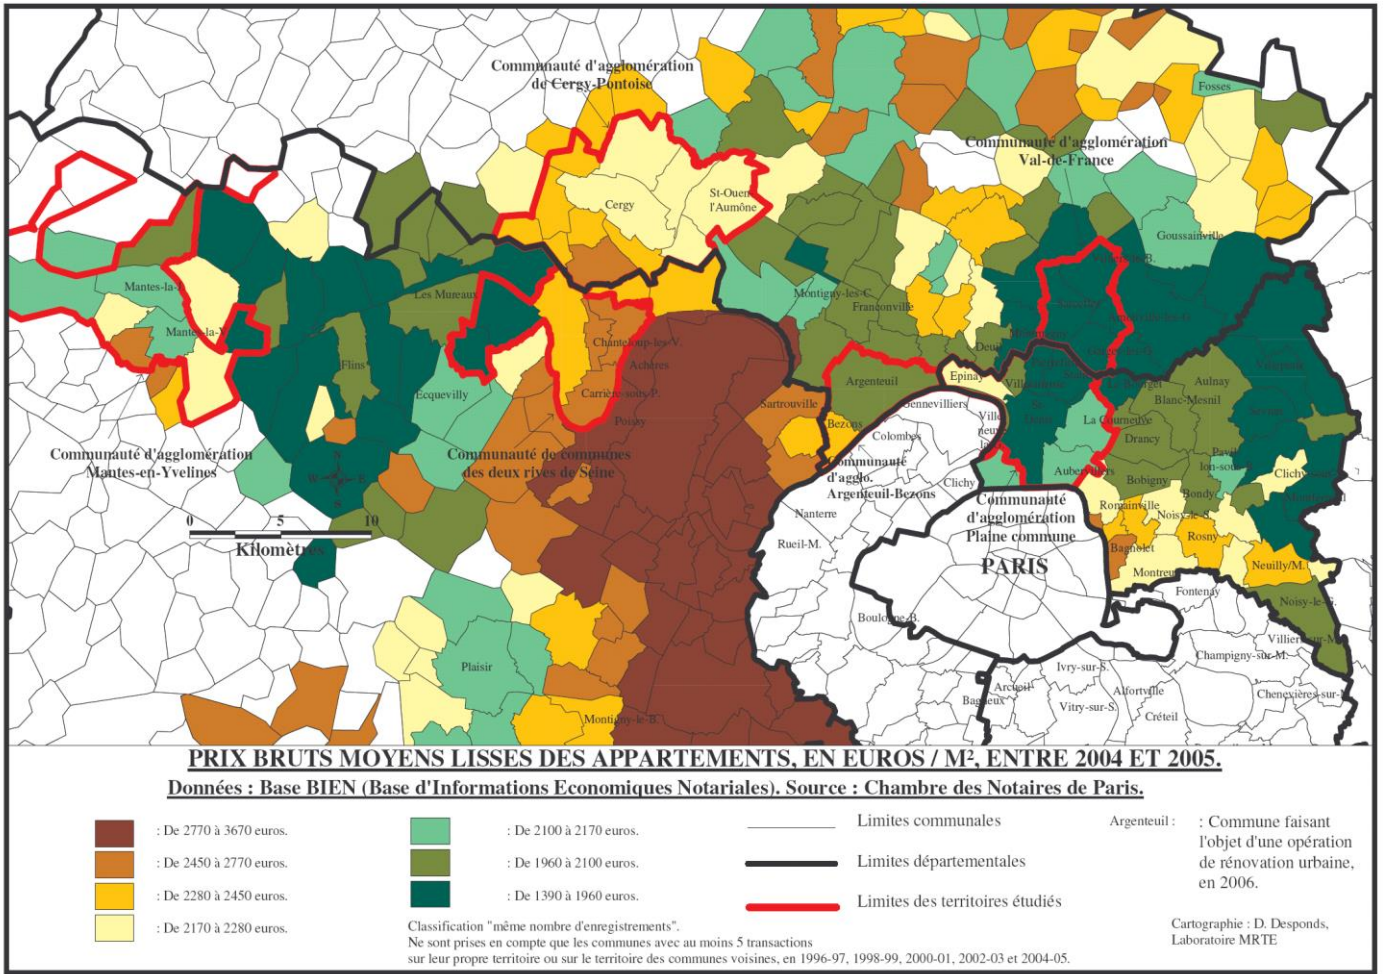 Communauté d'agglomération
de Cergy-Pontoise
Fosses
Communauté d'agglomération
Val-de-France
St-Ouen
l'Aumône
Cergy
Goussainville
Mantes-la-J.
Les Mureaux
Montigny-les-C.
Franconville
Mantes-la-V.
Chanteloup-les-V.
Deuil
Flins
Achères
Epinay
Argenteuil
Le Bourget
Aulnay
Ecquevilly
Carrière-sous-P.
Sartrouville
Gennevilliers
Blanc-Mesnil
Sevran
Poissy
Bezons
La Courneuve
Colombes
Drancy
Communauté d'agglomération
Mantes-en-Yvelines
Communauté de communes
des deux rives de Seine
Communauté
d'agglo.
Argenteuil-Bezons
Clichy
Aubervilliers
Bobigny
Bondy
N
W
E
S
0 5 10
Kilomètres
Nanterre
Communauté
d'agglomération
Plaine commune
Romainville
Noisy-le-S.
Rueil-M.
Rosny
Bagnolet
PARIS
Montreuil
Neuilly/M.
Fontenay
Noisy-le-G.
Boulogne-B.
Villiers-sur-M.
Plaisir
Ivry-sur-S.
Champigny-sur-M.
Arcueil
Alfortville
Chenevières-sur-M.
Bagneux
Vitry-sur-S.
Créteil
Montigny-le-B.
PRIX BRUTS MOYENS LISSES DES APPARTEMENTS, EN EUROS / M², ENTRE 2004 ET 2005.
Données : Base BIEN (Base d'Informations Economiques Notariales). Source : Chambre des Notaires de Paris.
: De 2770 à 3670 euros.
: De 2450 à 2770 euros.
: De 2280 à 2450 euros.
: De 2170 à 2280 euros.
: De 2100 à 2170 euros.
: De 1960 à 2100 euros.
: De 1390 à 1960 euros.
Limites communales
Limites départementales
Limites des territoires étudiés
Argenteuil : : Commune faisant
l'objet d'une opération
de rénovation urbaine,
en 2006.
Classification "même nombre d'enregistrements".
Ne sont prises en compte que les communes avec au moins 5 transactions
sur leur propre territoire ou sur le territoire des communes voisines, en 1996-97, 1998-99, 2000-01, 2002-03 et 2004-05.
Cartographie : D. Desponds,
Laboratoire MRTE